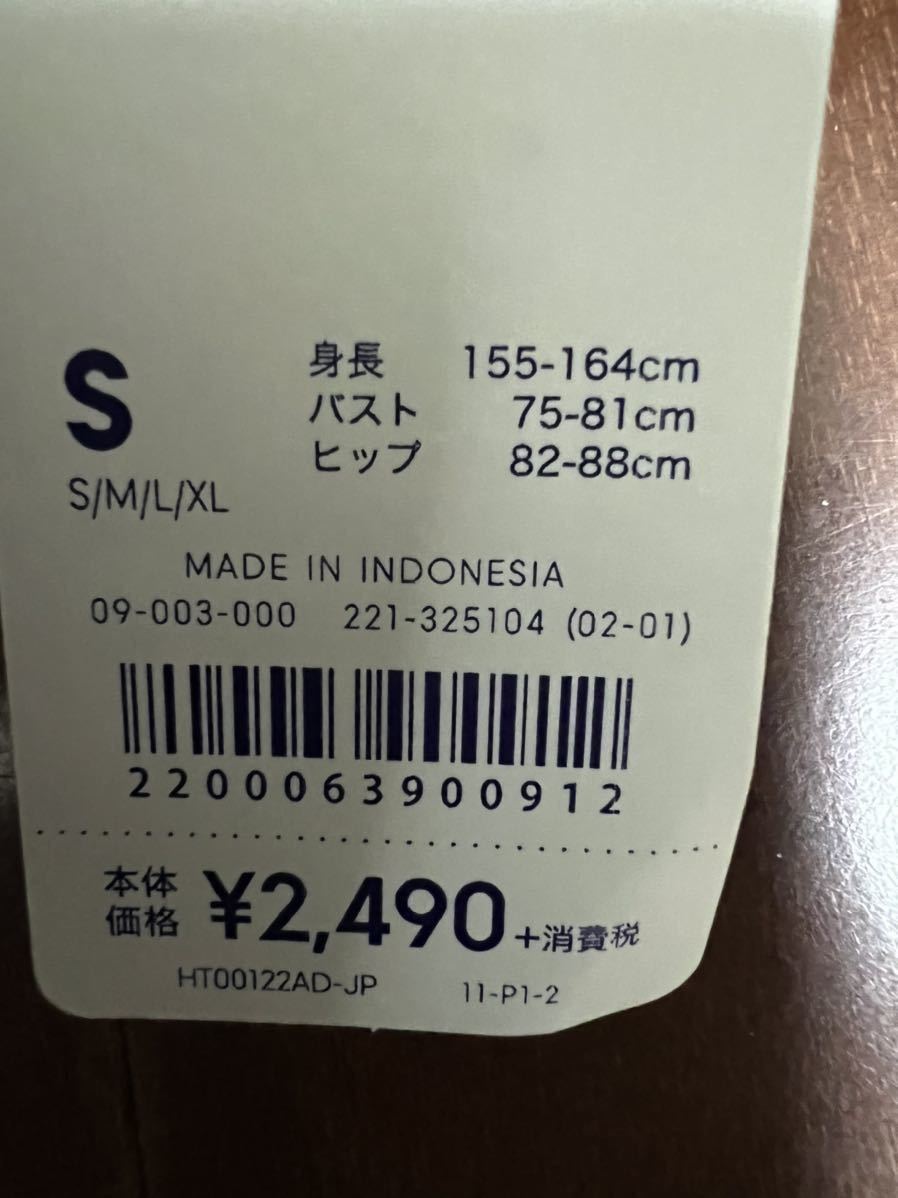 S
S/M/L/XL
身長 155-164cm
バスト 75-81cm
ヒップ 82-88cm
MADE IN INDONESIA
09-003-000 221-325104 (02-01)
2200063900912
本体
価格 ¥2,490+消費税
HT00122AD-JP 11-P1-2